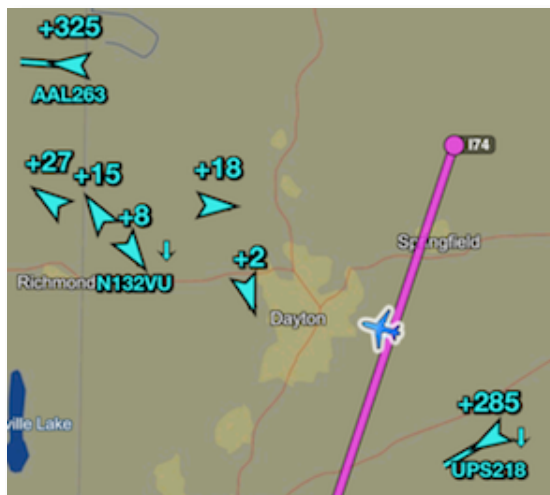 +325
AAL263
I74
+27
+15
+18
+8
Springfield
+2
Richmond
N132VU
Dayton
+285
ville Lake
UPS218